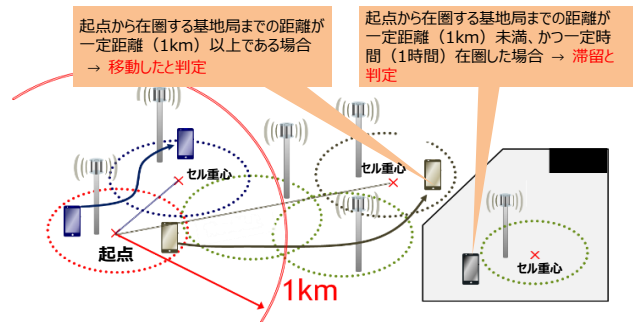 起点から在圏する基地局までの距離が
一定距離（1km）以上である場合
→ 移動したと判定
起点から在圏する基地局までの距離が
一定距離（1km）未満、かつ一定時
間（1時間）在圏した場合 → 滞留と
判定
セル重心
セル重心
起点
1km
セル重心